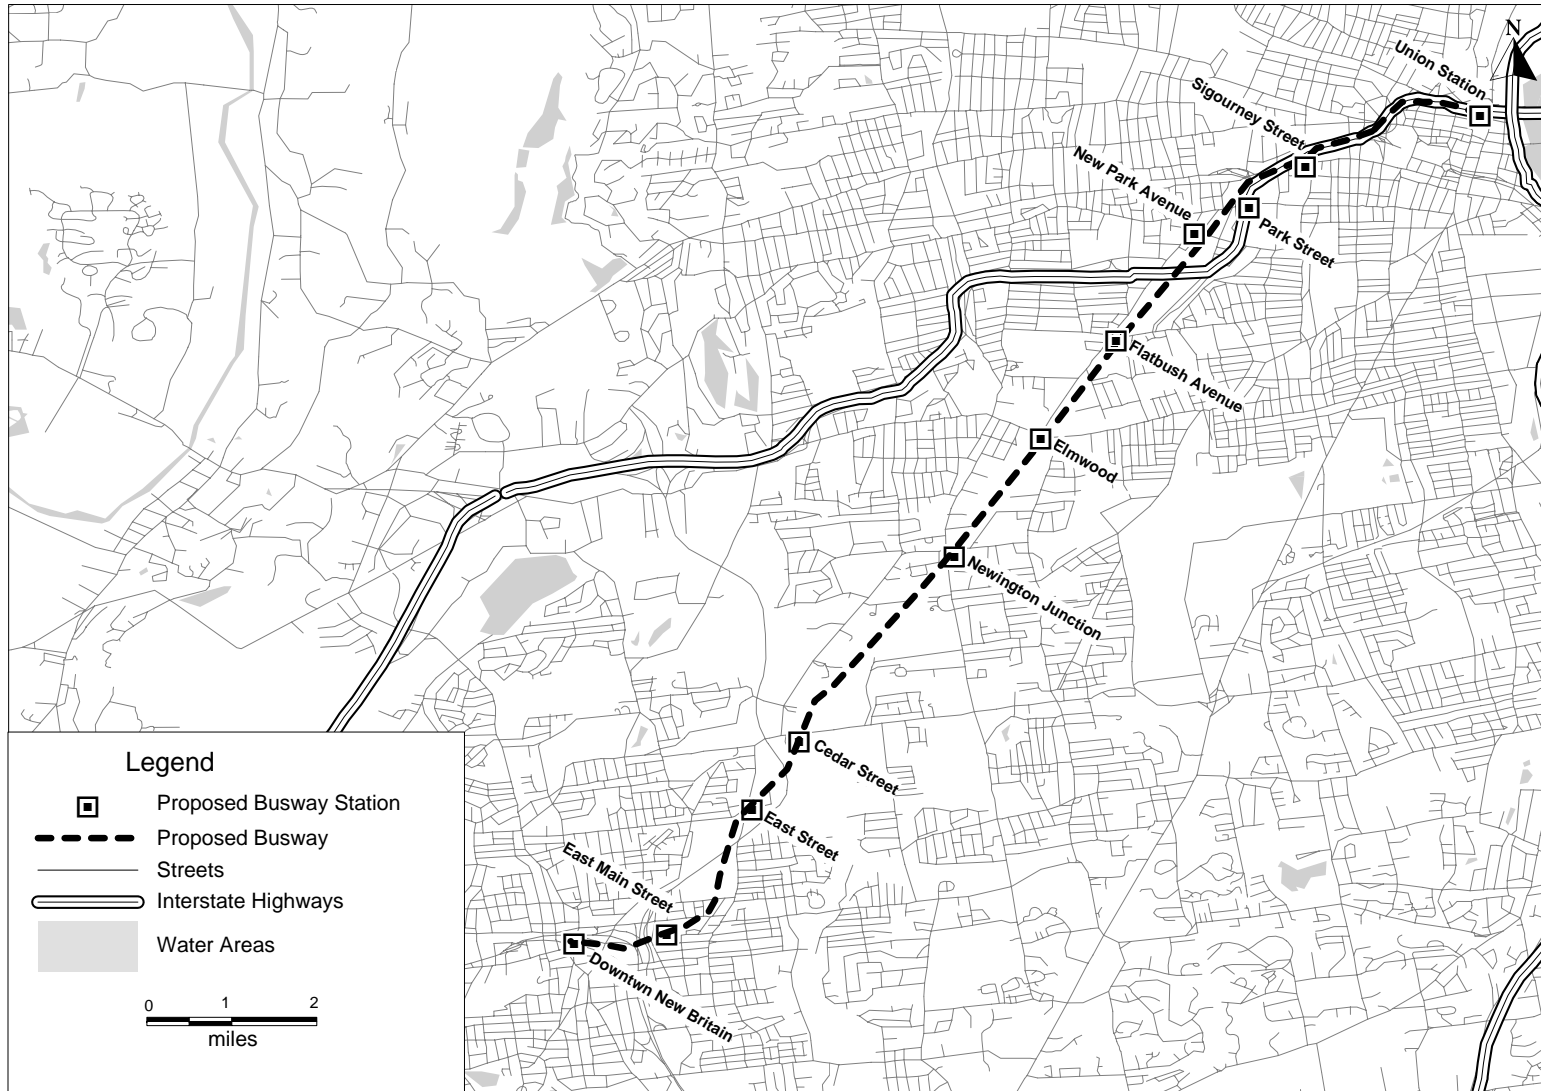 N
Union Station
Sigourney Street
New Park Avenue
Park Street
Flatbush Avenue
Elmwood
Newington Junction
Cedar Street
East Street
East Main Street
Downtwn New Britain
Legend
Proposed Busway Station
Proposed Busway
Streets
Interstate Highways
Water Areas
0 1 2
miles